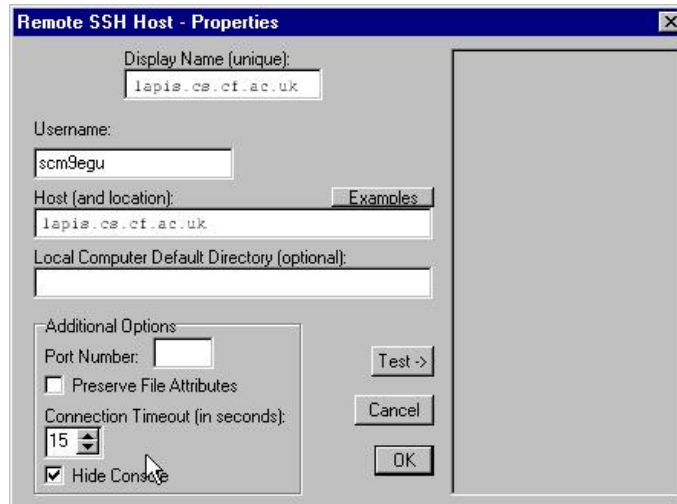 Remote SSH Host - Properties
Display Name (unique):
lapis.cs.cf.ac.uk
Username:
scm9egu
Host (and location):
Examples
lapis.cs.cf.ac.uk
Local Computer Default Directory (optional):
Additional Options
Port Number:
Test ->
Preserve File Attributes
Connection Timeout (in seconds):
Cancel
15
OK
Hide Console